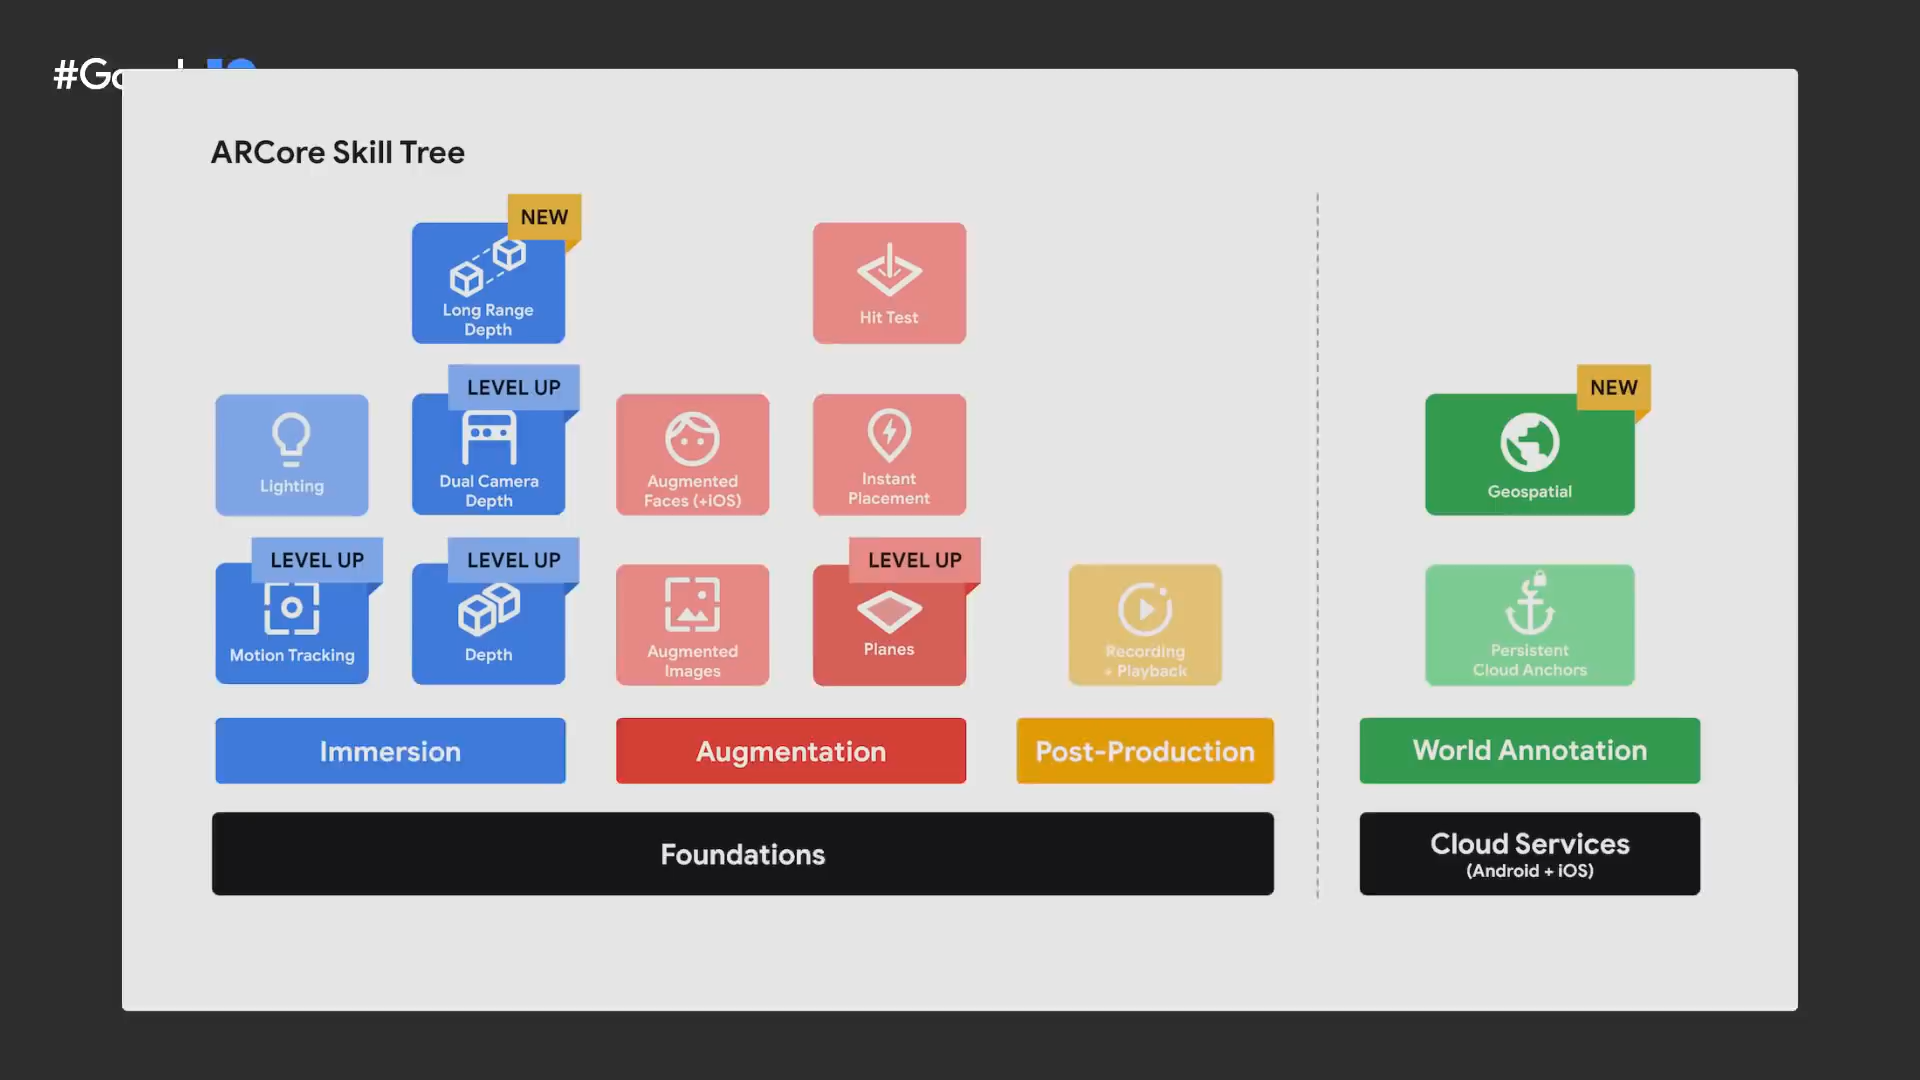 ARCore Skill Tree
NEW
Long Range
Depth
Hit Test
LEVEL UP
NEW
Lighting
Dual Camera
Depth
Augmented
Faces (+iOS)
Instant
Placement
Geospatial
LEVEL UP
LEVEL UP
LEVEL UP
Motion Tracking
Depth
Augmented
Images
Planes
Recording
+ Playback
Persistent
Cloud Anchors
Immersion
Augmentation
Post-Production
World Annotation
Foundations
Cloud Services
(Android + iOS)